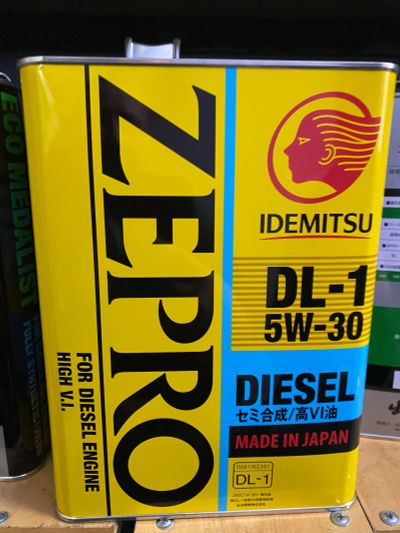 ECO MEDALIST
ZEPRO
FOR DIESEL ENGINE
HIGH V.I.
IDEMITSU
DL-1
5W-30
DIESEL
セミ合成/高VI油
MADE IN JAPAN
DL-1